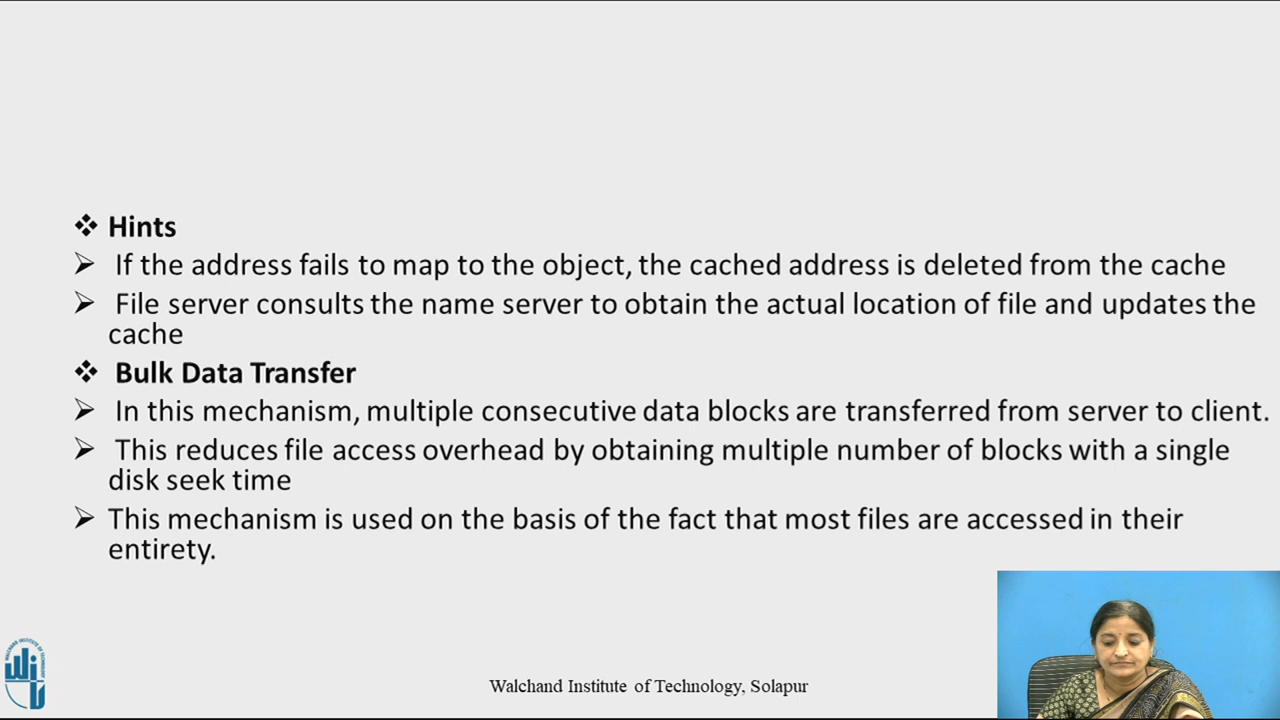 Hints
If the address fails to map to the object, the cached address is deleted from the cache
File server consults the name server to obtain the actual location of file and updates the
cache
Bulk Data Transfer
In this mechanism, multiple consecutive data blocks are transferred from server to client.
This reduces file access overhead by obtaining multiple number of blocks with a single
disk seek time
This mechanism is used on the basis of the fact that most files are accessed in their
entirety.
WALCHAND INSTITUTE OF TECHNOLOGY
Walchand Institute of Technology, Solapur